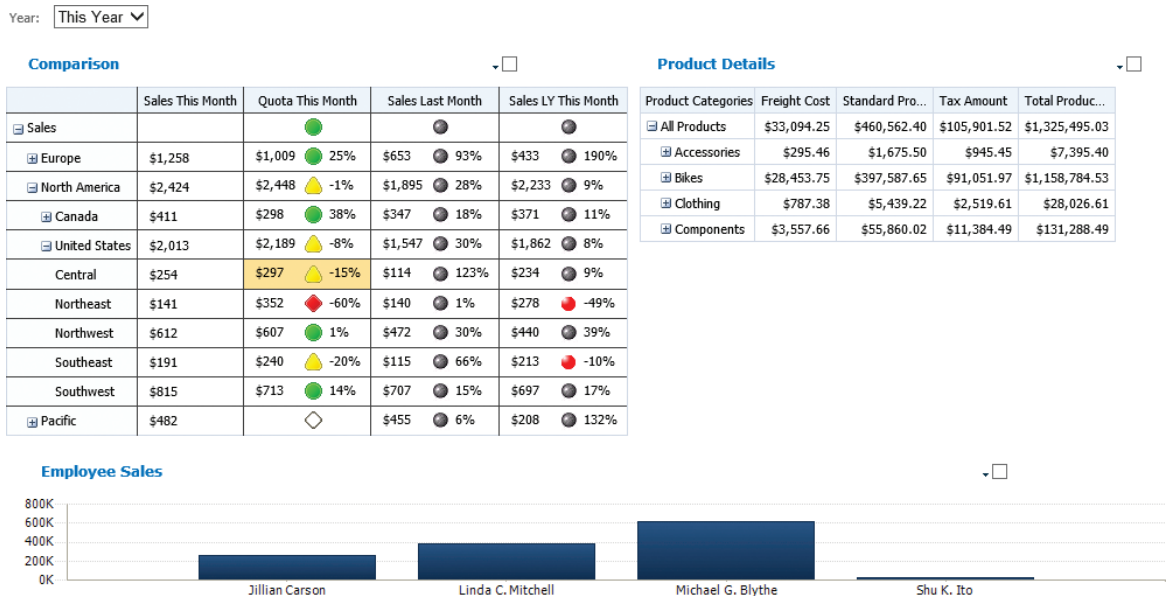 Year: This Year
Comparison
Sales This Month Quota This Month Sales Last Month Sales LY This Month
Sales
Europe $1,258 $1,009 25% $653 93% $433 190%
North America $2,424 $2,448 -1% $1,895 28% $2,233 9%
Canada $411 $298 38% $347 18% $371 11%
United States $2,013 $2,189 -8% $1,547 30% $1,862 8%
Central $254 $297 -15% $114 123% $234 9%
Northeast $141 $352 -60% $140 1% $278 -49%
Northwest $612 $607 1% $472 30% $440 39%
Southeast $191 $240 -20% $115 66% $213 -10%
Southwest $815 $713 14% $707 15% $697 17%
Pacific $482 $455 6% $208 132%
Product Details
Product Categories Freight Cost Standard Pro... Tax Amount Total Produc...
All Products $33,094.25 $460,562.40 $105,901.52 $1,325,495.03
Accessories $295.46 $1,675.50 $945.45 $7,395.40
Bikes $28,453.75 $397,587.65 $91,051.97 $1,158,784.53
Clothing $787.38 $5,439.22 $2,519.61 $28,026.61
Components $3,557.66 $55,860.02 $11,384.49 $131,288.49
Employee Sales
800K
600K
400K
200K
0K
Jillian Carson Linda C. Mitchell Michael G. Blythe Shu K. Ito